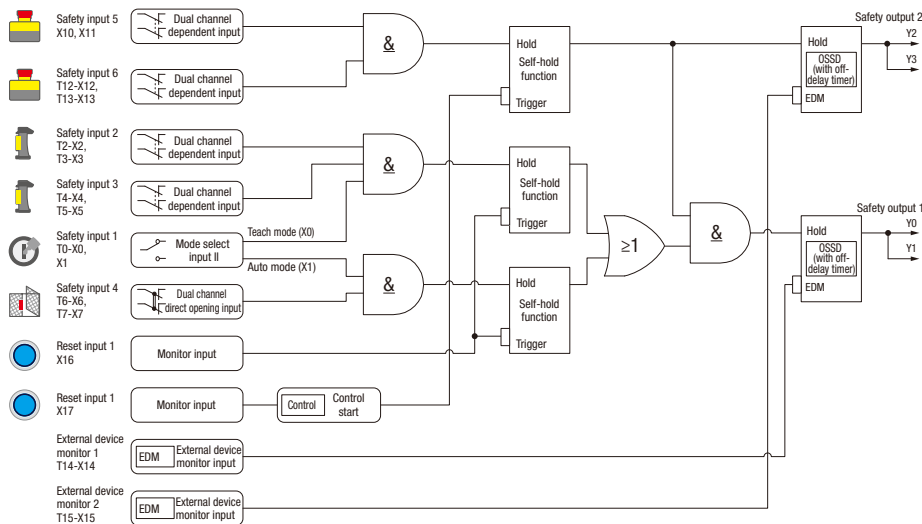 Safety input 5
X10, X11
Dual channel
dependent input
&
Hold
Self-hold
function
Trigger
Safety output 2
Y2
Y3
Hold
OSSD
(with off-
delay timer)
EDM
Safety input 6
T12-X12,
T13-X13
Dual channel
dependent input
Safety input 2
T2-X2,
T3-X3
Dual channel
dependent input
&
Hold
Self-hold
function
Trigger
Safety input 3
T4-X4,
T5-X5
Dual channel
dependent input
Safety input 1
T0-X0,
X1
Mode select
input II
Teach mode (X0)
Auto mode (X1)
≥1
&
Safety output 1
Y0
Y1
Hold
OSSD
(with off-
delay timer)
EDM
Safety input 4
T6-X6,
T7-X7
Dual channel
direct opening input
&
Hold
Self-hold
function
Trigger
Reset input 1
X16
Monitor input
Reset input 1
X17
Monitor input
Control
Control
start
External device
monitor 1
T14-X14
EDM
External device
monitor input
External device
monitor 2
T15-X15
EDM
External device
monitor input